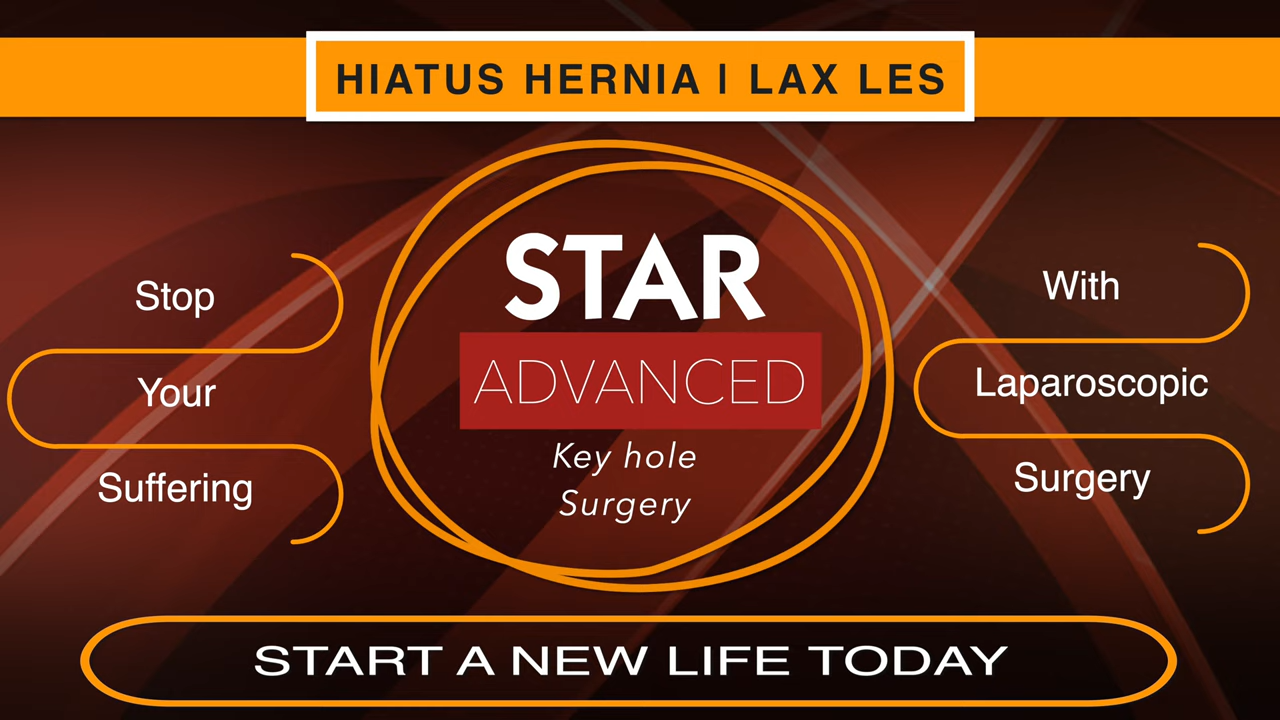 HIATUS HERNIA | LAX LES
STAR
ADVANCED
Key hole
Surgery
Stop
Your
Suffering
With
Laparoscopic
Surgery
START A NEW LIFE TODAY